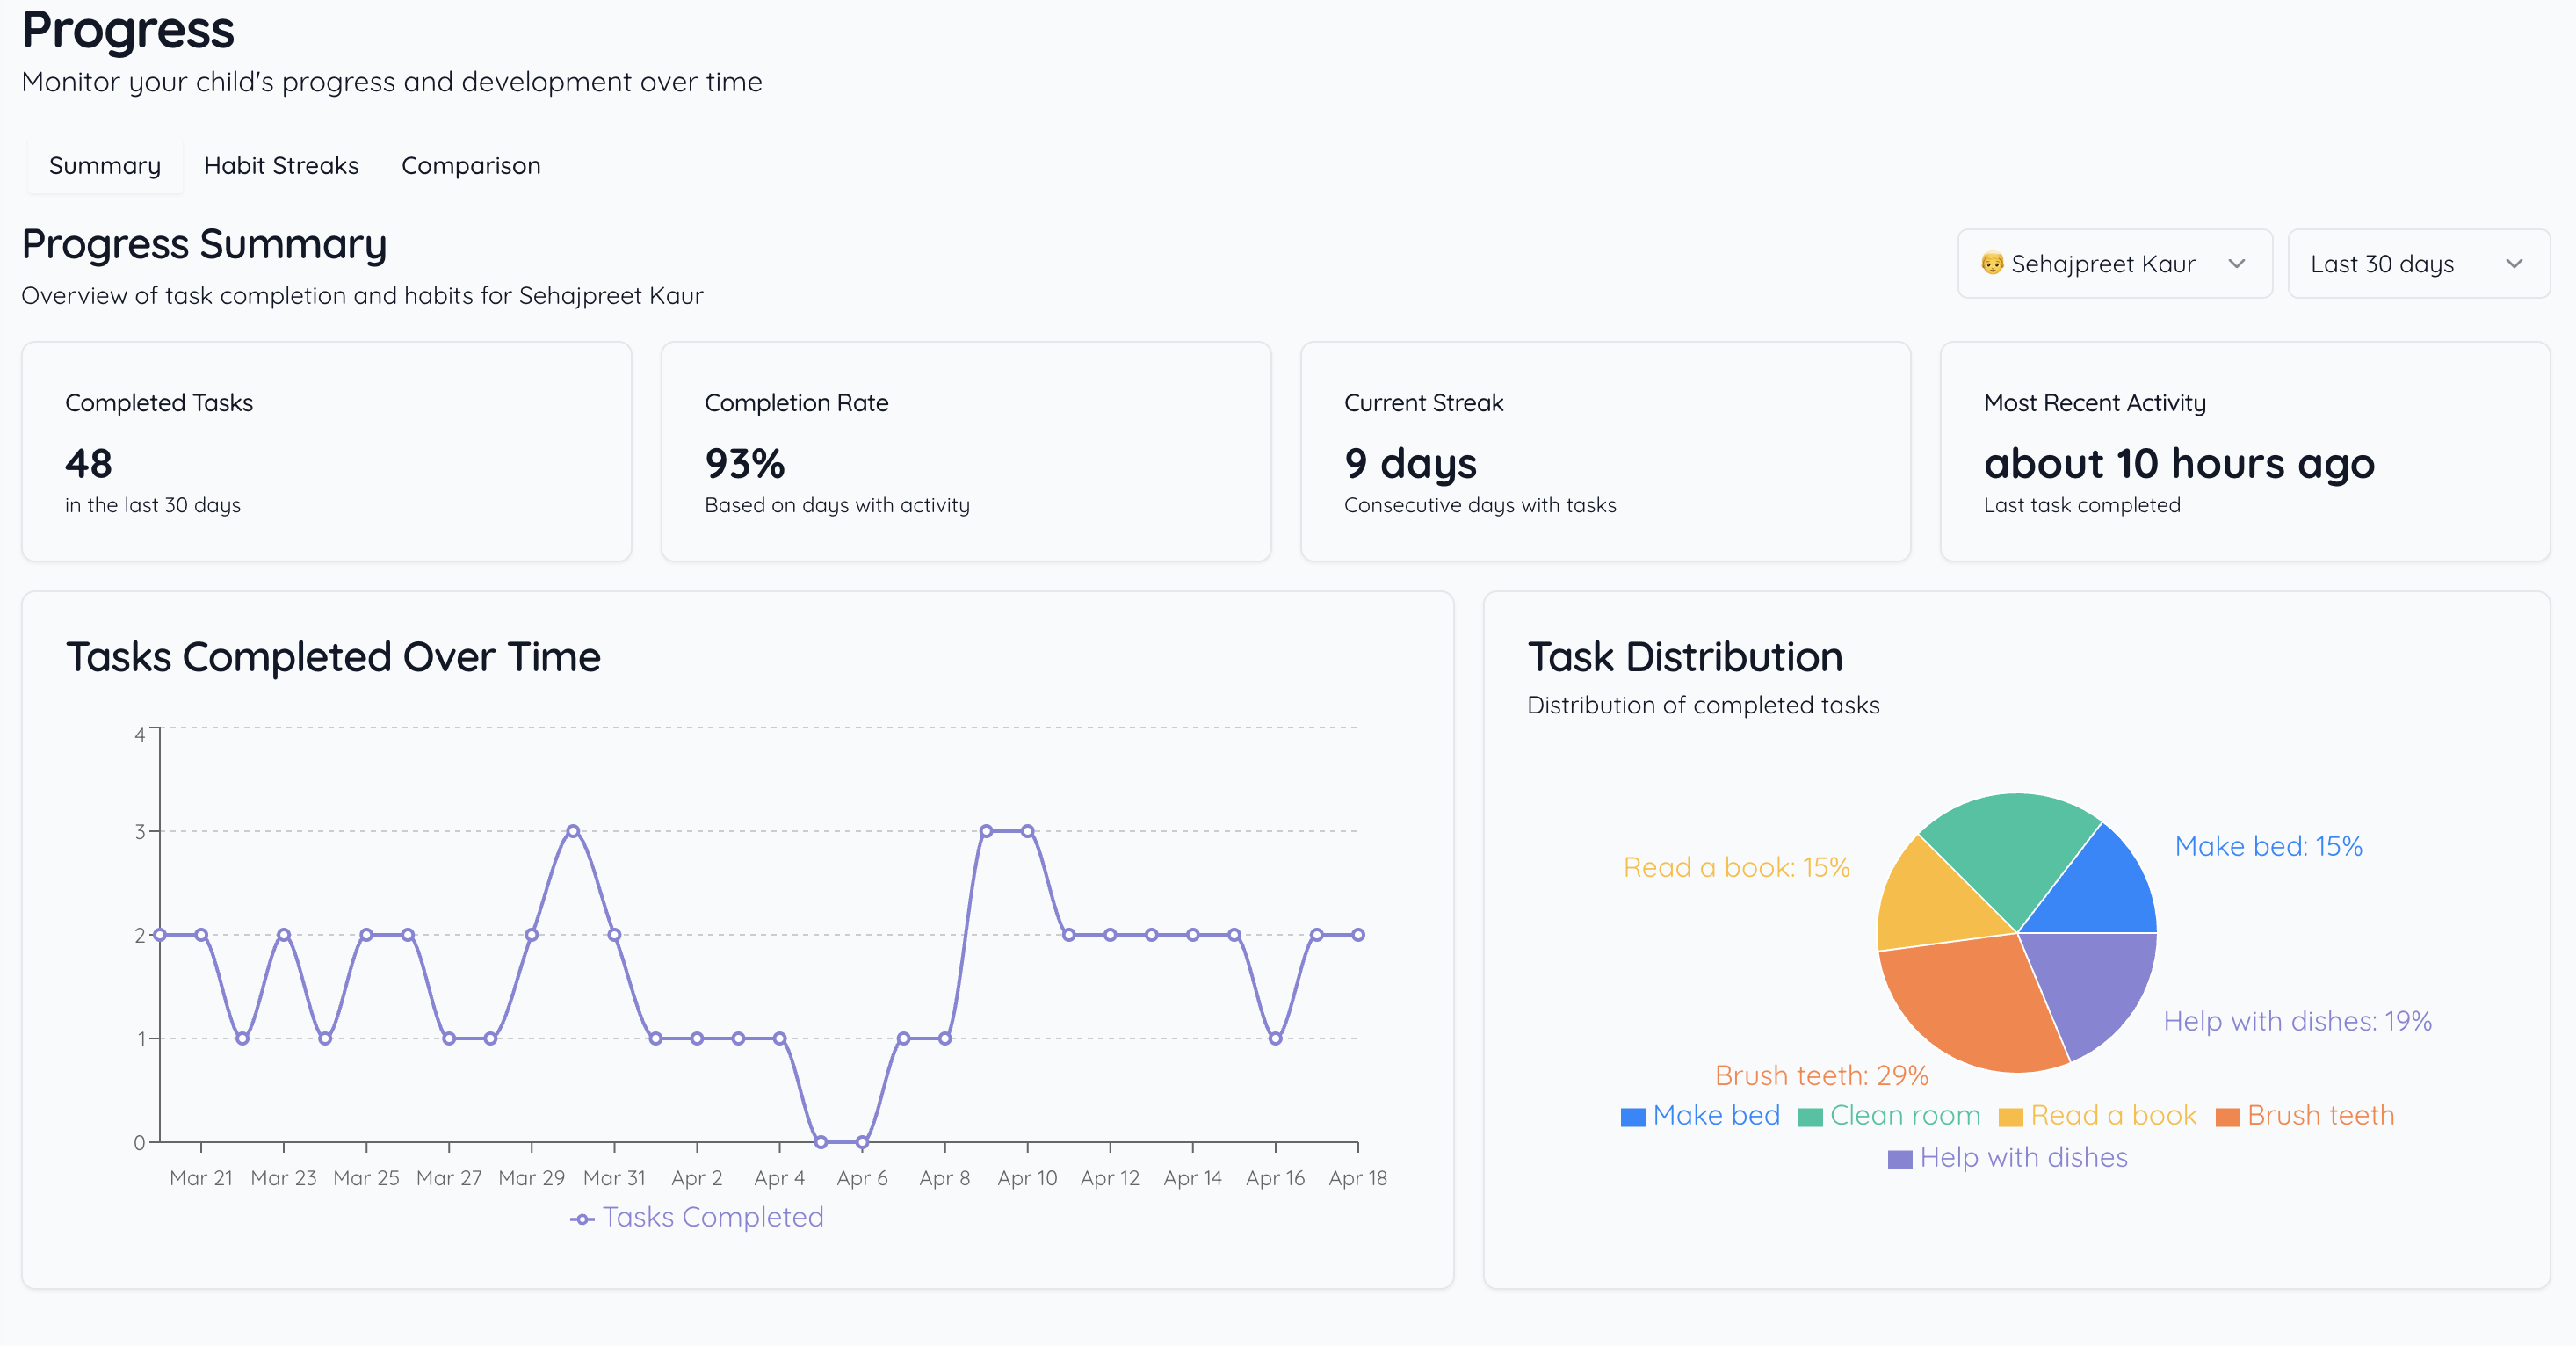 Progress
Monitor your child's progress and development over time
Summary Habit Streaks Comparison
Progress Summary
Overview of task completion and habits for Sehajpreet Kaur
Sehajpreet Kaur
Last 30 days
Completed Tasks
48
in the last 30 days
Completion Rate
93%
Based on days with activity
Current Streak
9 days
Consecutive days with tasks
Most Recent Activity
about 10 hours ago
Last task completed
Tasks Completed Over Time
4
3
2
1
0
Mar 21 Mar 23 Mar 25 Mar 27 Mar 29 Mar 31 Apr 2 Apr 4 Apr 6 Apr 8 Apr 10 Apr 12 Apr 14 Apr 16 Apr 18
Tasks Completed
Task Distribution
Distribution of completed tasks
Make bed: 15%
Read a book: 15%
Help with dishes: 19%
Brush teeth: 29%
Make bed Clean room Read a book Brush teeth
Help with dishes